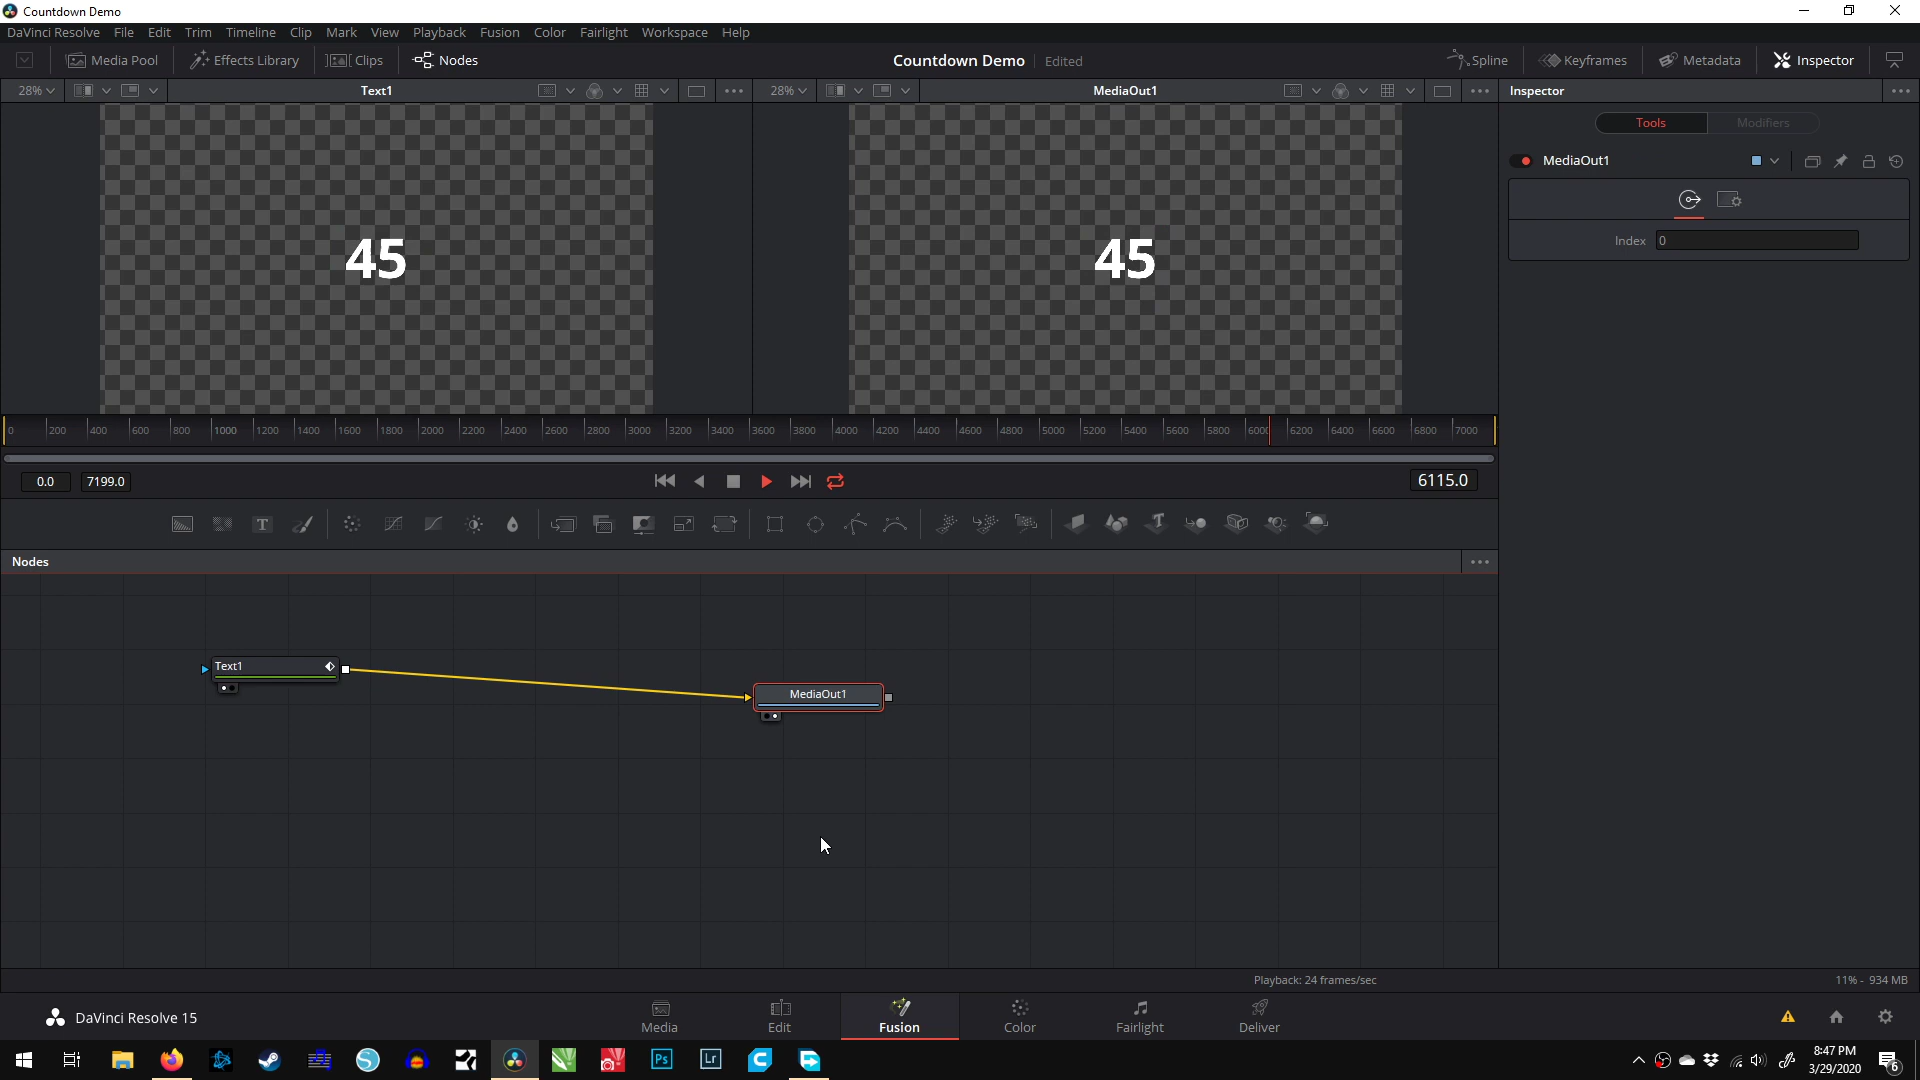 Countdown Demo
DaVinci Resolve File Edit Trim Timeline Clip Mark View Playback Fusion Color Fairlight Workspace Help
Media Pool Effects Library Clips Nodes Countdown Demo Edited Spline Keyframes Metadata Inspector
28% Text1 28% MediaOut1 Inspector
Tools Modifiers
MediaOut1
Index 0
45 45
0 200 400 600 800 1000 1200 1400 1600 1800 2000 2200 2400 2600 2800 3000 3200 3400 3600 3800 4000 4200 4400 4600 4800 5000 5200 5400 5600 5800 6000 6200 6400 6600 6800 7000
0.0 7199.0 6115.0
T T
Nodes
Text1
MediaOut1
Playback: 24 frames/sec 11% - 934 MB
DaVinci Resolve 15 Media Edit Fusion Color Fairlight Deliver
Ps Lr
8:47 PM
3/29/2020
6